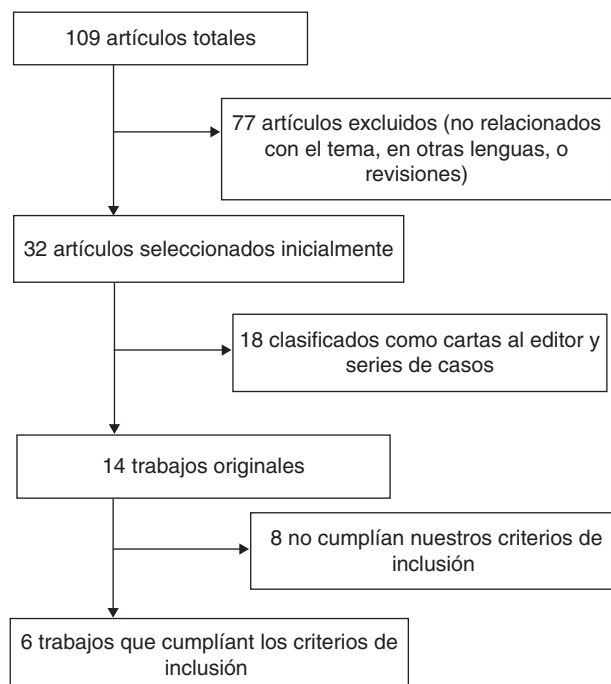 109 artículos totales
77 artículos excluidos (no relacionados
con el tema, en otras lenguas, o
revisiones)
32 artículos seleccionados inicialmente
18 clasificados como cartas al editor y
series de casos
14 trabajos originales
8 no cumplían nuestros criterios de
inclusión
6 trabajos que cumplíant los criterios de
inclusión